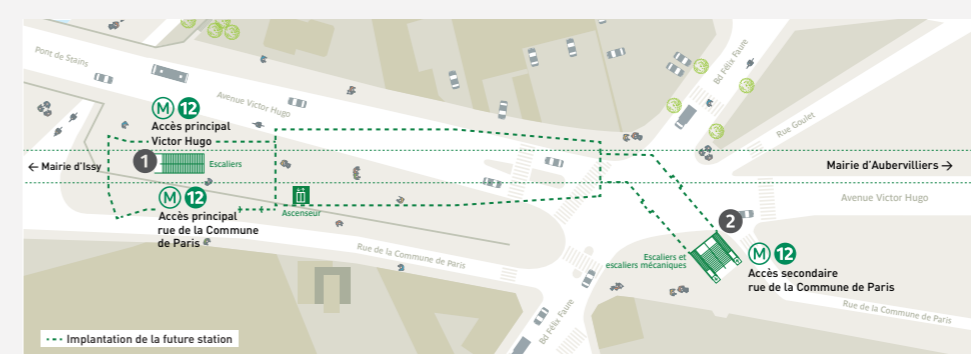 Pont de Stains
Avenue Victor Hugo
Bd Félix Faure
Rue Goulet
M 12
Accès principal
Victor Hugo
1
Escaliers
← Mairie d'Issy
Mairie d'Aubervilliers →
M 12
Accès principal
rue de la Commune
de Paris
Ascenseur
Avenue Victor Hugo
2
Rue de la Commune de Paris
Escaliers et
escaliers mécaniques
M 12
Accès secondaire
rue de la Commune de Paris
Rue de la Commune de Paris
Bd Félix Faure
Implantation de la future station